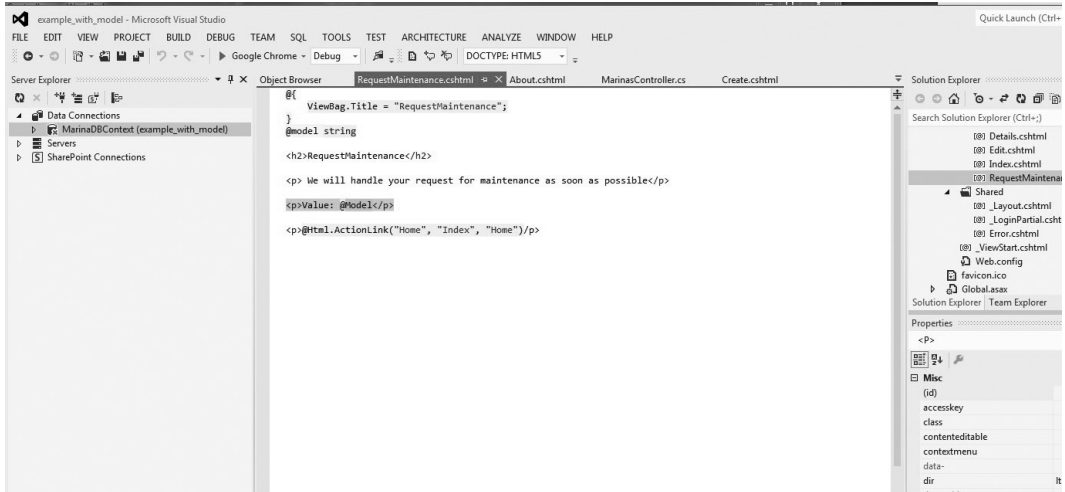 example_with_model - Microsoft Visual Studio
Quick Launch (Ctrl+
FILE EDIT VIEW PROJECT BUILD DEBUG TEAM SQL TOOLS TEST ARCHITECTURE ANALYZE WINDOW HELP
Google Chrome Debug DOCTYPE: HTML5
Server Explorer
Data Connections
MarinaDBContext (example_with_model)
Servers
SharePoint Connections
Object Browser RequestMaintenance.cshtml About.cshtml MarinasController.cs Create.cshtml
@{
ViewBag.Title = "RequestMaintenance";
}
@model string
<h2>RequestMaintenance</h2>
<p> We will handle your request for maintenance as soon as possible</p>
<p>Value: @Model</p>
<p>@Html.ActionLink("Home", "Index", "Home")/p>
Solution Explorer
Search Solution Explorer (Ctrl+;)
Details.cshtml
Edit.cshtml
Index.cshtml
RequestMaintenan
Shared
_Layout.cshtml
_LoginPartial.csht
Error.cshtml
_ViewStart.cshtml
Web.config
favicon.ico
Global.asax
Solution Explorer Team Explorer
Properties
<P>
Misc
(id)
accesskey
class
contenteditable
contextmenu
data-
dir lt